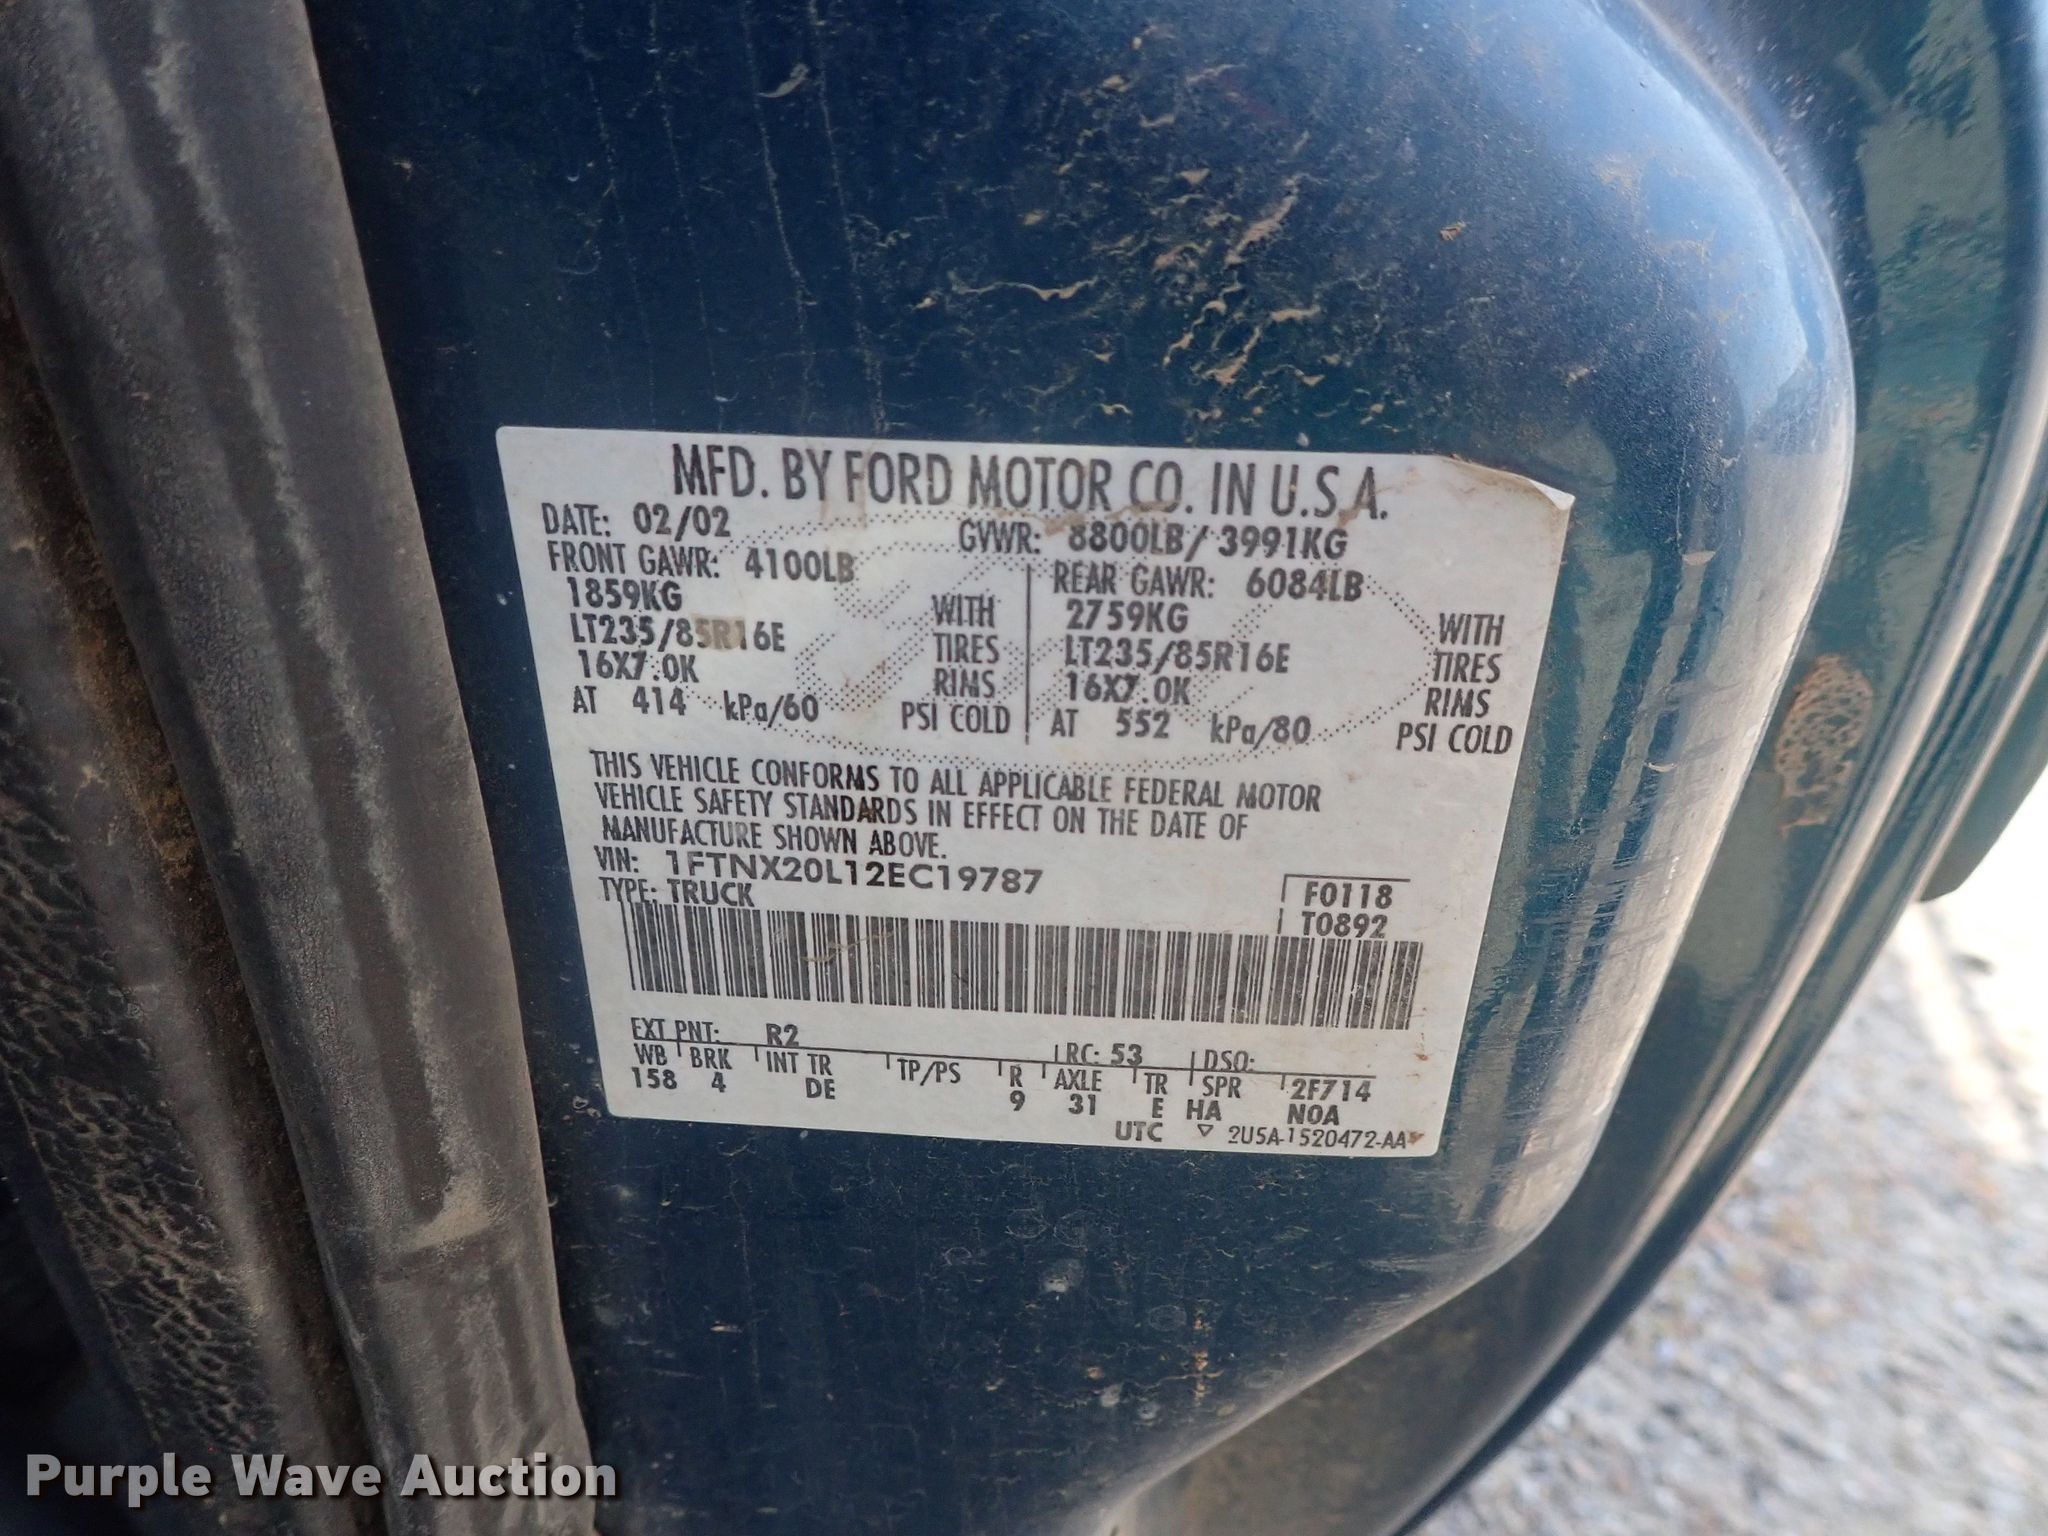 MFD. BY FORD MOTOR CO. IN U.S.A.
DATE: 02/02 GVWR: 8800LB / 3991KG
FRONT GAWR: 4100LB REAR GAWR: 6084LB
1859KG WITH 2759KG WITH
LT235/85R16E TIRES LT235/85R16E TIRES
16X7.0K RIMS 16X7.0K RIMS
AT 414 kPa/60 PSI COLD AT 552 kPa/80 PSI COLD
THIS VEHICLE CONFORMS TO ALL APPLICABLE FEDERAL MOTOR
VEHICLE SAFETY STANDARDS IN EFFECT ON THE DATE OF
MANUFACTURE SHOWN ABOVE.
VIN: 1FTNX20L12EC19787
TYPE: TRUCK F0118
T0892
EXT PNT: R2 RC: 53 DSO:
WB BRK INT TR TP/PS R AXLE TR SPR 2F714
158 4 DE 9 31 E HA N0A
UTC ▽ 2U5A-1520472-AA
Purple Wave Auction